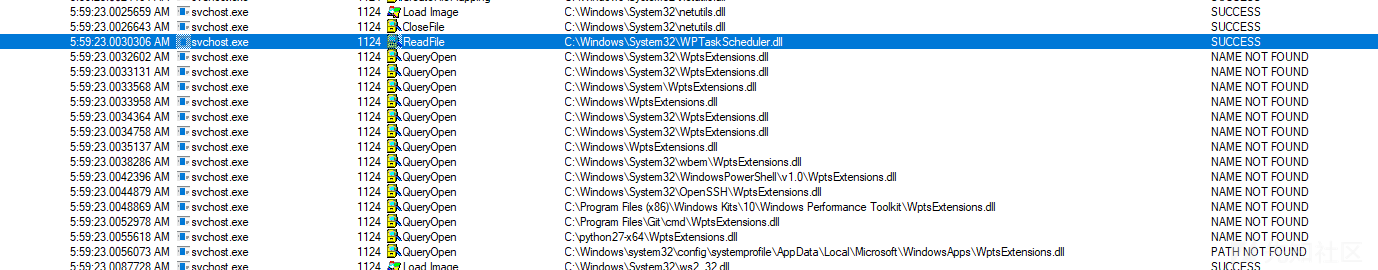 5:59:23.0025659 AM svchost.exe 1124 Load Image C:\Windows\System32\netutils.dll SUCCESS
5:59:23.0026643 AM svchost.exe 1124 CloseFile C:\Windows\System32\netutils.dll SUCCESS
5:59:23.0030306 AM svchost.exe 1124 ReadFile C:\Windows\System32\WPTaskScheduler.dll SUCCESS
5:59:23.0032602 AM svchost.exe 1124 QueryOpen C:\Windows\System32\WptsExtensions.dll NAME NOT FOUND
5:59:23.0033131 AM svchost.exe 1124 QueryOpen C:\Windows\System32\WptsExtensions.dll NAME NOT FOUND
5:59:23.0033568 AM svchost.exe 1124 QueryOpen C:\Windows\System\WptsExtensions.dll NAME NOT FOUND
5:59:23.0033958 AM svchost.exe 1124 QueryOpen C:\Windows\WptsExtensions.dll NAME NOT FOUND
5:59:23.0034364 AM svchost.exe 1124 QueryOpen C:\Windows\System32\WptsExtensions.dll NAME NOT FOUND
5:59:23.0034758 AM svchost.exe 1124 QueryOpen C:\Windows\System32\WptsExtensions.dll NAME NOT FOUND
5:59:23.0035137 AM svchost.exe 1124 QueryOpen C:\Windows\WptsExtensions.dll NAME NOT FOUND
5:59:23.0038286 AM svchost.exe 1124 QueryOpen C:\Windows\System32\wbem\WptsExtensions.dll NAME NOT FOUND
5:59:23.0042396 AM svchost.exe 1124 QueryOpen C:\Windows\System32\WindowsPowerShell\v1.0\WptsExtensions.dll NAME NOT FOUND
5:59:23.0044879 AM svchost.exe 1124 QueryOpen C:\Windows\System32\OpenSSH\WptsExtensions.dll NAME NOT FOUND
5:59:23.0048869 AM svchost.exe 1124 QueryOpen C:\Program Files (x86)\Windows Kits\10\Windows Performance Toolkit\WptsExtensions.dll NAME NOT FOUND
5:59:23.0052978 AM svchost.exe 1124 QueryOpen C:\Program Files\Git\cmd\WptsExtensions.dll NAME NOT FOUND
5:59:23.0055618 AM svchost.exe 1124 QueryOpen C:\python27-x64\WptsExtensions.dll NAME NOT FOUND
5:59:23.0056073 AM svchost.exe 1124 QueryOpen C:\Windows\system32\config\systemprofile\AppData\Local\Microsoft\WindowsApps\WptsExtensions.dll PATH NOT FOUND
5:59:23.0087728 AM svchost.exe 1124 Load Image C:\Windows\System32\ws2_32.dll SUCCESS
社区